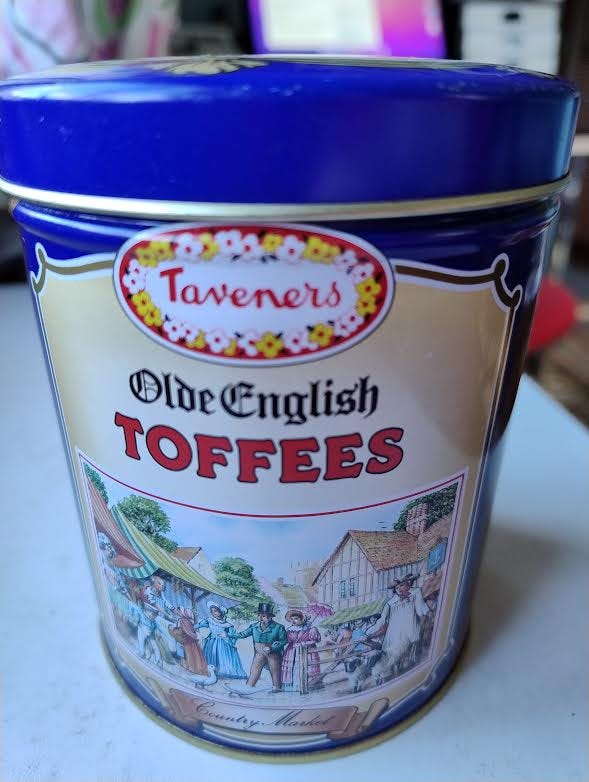 Taveners
Olde English
TOFFEES
Country Market